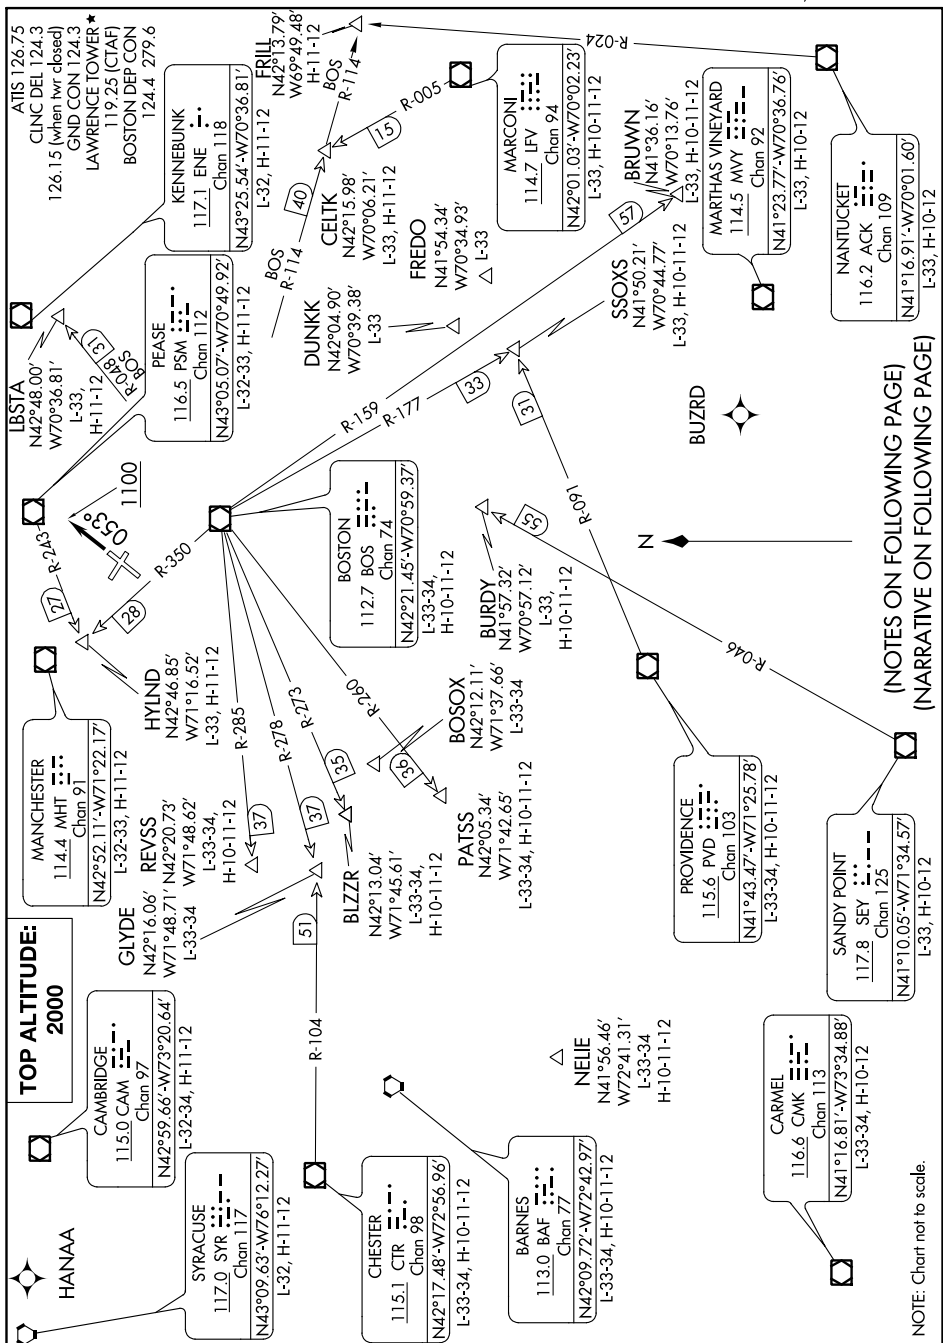 TOP ALTITUDE:
2000
ATIS 126.75
CLNC DEL 124.3
126.15 (when twr closed)
GND CON 124.3
LAWRENCE TOWER★
119.25 (CTAF)
BOSTON DEP CON
124.4 279.6
HANAA
SYRACUSE
117.0 SYR
Chan 117
N43°09.63'-W76°12.27'
L-32, H-11-12
CAMBRIDGE
115.0 CAM
Chan 97
N42°59.66'-W73°20.64'
L-32-34, H-11-12
MANCHESTER
114.4 MHT
Chan 91
N42°52.11'-W71°22.17'
L-32-33, H-11-12
PEASE
116.5 PSM
Chan 112
N43°05.07'-W70°49.92'
L-32-33, H-11-12
KENNEBUNK
117.1 ENE
Chan 118
N43°25.54'-W70°36.81'
L-32, H-11-12
LBSTA
N42°48.00'
W70°36.81'
L-33,
H-11-12
R-048
31
BOS
R-243
27
053°
1100
R-350
28
HYLND
N42°46.85'
W71°16.52'
L-33, H-11-12
FRILL
N42°13.79'
W69°49.48'
H-11-12
BOS
R-114
40
BOS
R-114
CELTK
N42°15.98'
W70°06.21'
L-33, H-11-12
R-005
15
R-024
MARCONI
114.7 LFV
Chan 94
N42°01.03'-W70°02.23'
L-33, H-10-11-12
GLYDE
N42°16.06'
W71°48.71'
L-33-34
REVSS
N42°20.73'
W71°48.62'
L-33-34,
H-10-11-12
R-285
37
R-278
37
R-273
35
R-260
36
BLZZR
N42°13.04'
W71°45.61'
L-33-34,
H-10-11-12
BOSOX
N42°12.11'
W71°37.66'
L-33-34
PATSS
N42°05.34'
W71°42.65'
L-33-34, H-10-11-12
BOSTON
112.7 BOS
Chan 74
N42°21.45'-W70°59.37'
L-33-34,
H-10-11-12
R-159
57
R-177
33
DUNKK
N42°04.90'
W70°39.38'
L-33
FREDO
N41°54.34'
W70°34.93'
L-33
BRUWN
N41°36.16'
W70°13.76'
L-33, H-10-11-12
SSOXS
N41°50.21'
W70°44.77'
L-33, H-10-11-12
MARTHAS VINEYARD
114.5 MVY
Chan 92
N41°23.77'-W70°36.76'
L-33, H-10-12
NANTUCKET
116.2 ACK
Chan 109
N41°16.91'-W70°01.60'
L-33, H-10-12
R-104
51
CHESTER
115.1 CTR
Chan 98
N42°17.48'-W72°56.96'
L-33-34, H-10-11-12
BARNES
113.0 BAF
Chan 77
N42°09.72'-W72°42.97'
L-33-34, H-10-11-12
NELIE
N41°56.46'
W72°41.31'
L-33-34
H-10-11-12
CARMEL
116.6 CMK
Chan 113
N41°16.81'-W73°34.88'
L-33-34, H-10-12
BURDY
N41°57.32'
W70°57.12'
L-33,
H-10-11-12
R-091
31
R-046
55
PROVIDENCE
115.6 PVD
Chan 103
N41°43.47'-W71°25.78'
L-33-34, H-10-11-12
SANDY POINT
117.8 SEY
Chan 125
N41°10.05'-W71°34.57'
L-33, H-10-12
N
BUZRD
(NOTES ON FOLLOWING PAGE)
(NARRATIVE ON FOLLOWING PAGE)
NOTE: Chart not to scale.